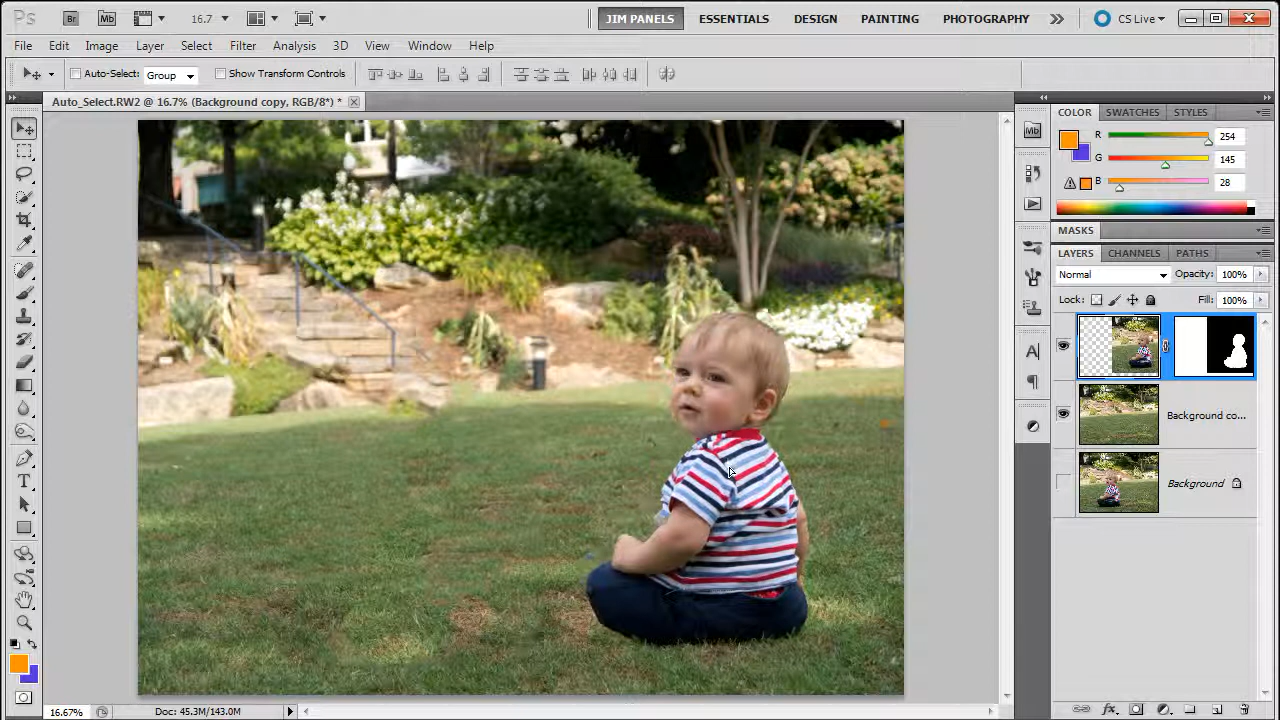 Ps Br Mb 16.7 JIM PANELS ESSENTIALS DESIGN PAINTING PHOTOGRAPHY CS Live
File Edit Image Layer Select Filter Analysis 3D View Window Help
Auto-Select: Group Show Transform Controls
Auto_Select.RW2 @ 16.7% (Background copy, RGB/8*) *
COLOR SWATCHES STYLES
R 254
G 145
B 28
MASKS
LAYERS CHANNELS PATHS
Normal Opacity: 100%
Lock: Fill: 100%
Background co...
Background
Mb
A
T
16.67% Doc: 45.3M/143.0M